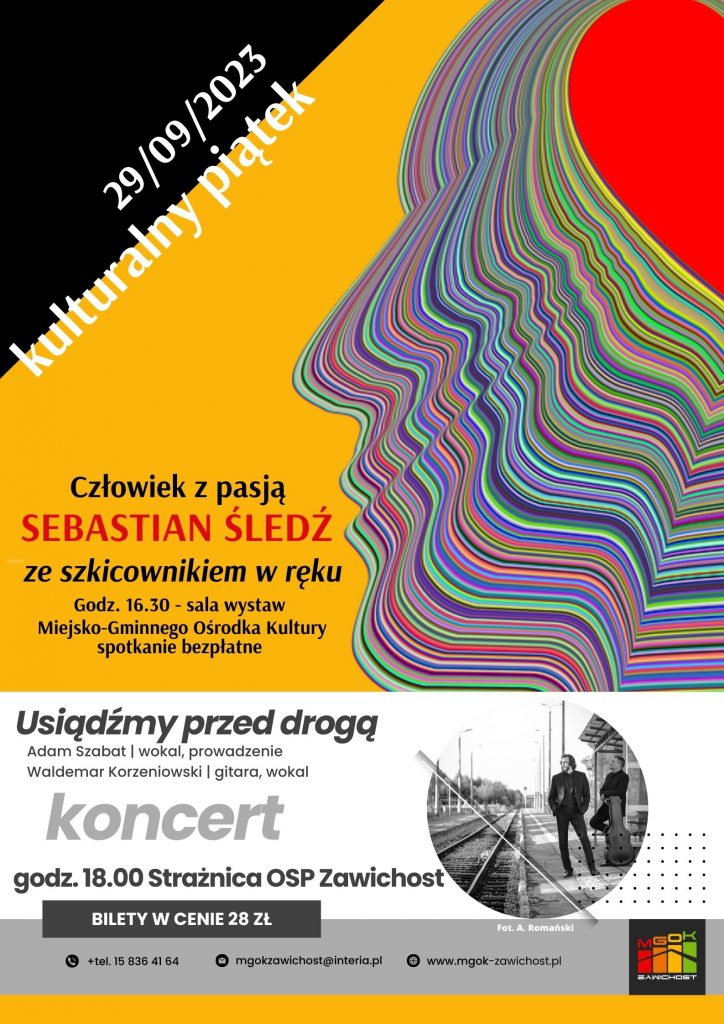 29/09/2023
kulturalny piątek
Człowiek z pasją
SEBASTIAN ŚLEDŹ
ze szkicownikiem w ręku
Godz. 16.30 - sala wystaw
Miejsko-Gminnego Ośrodka Kultury
spotkanie bezpłatne
Usiądźmy przed drogą
Adam Szabat | wokal, prowadzenie
Waldemar Korzeniowski | gitara, wokal
koncert
godz. 18.00 Strażnica OSP Zawichost
BILETY W CENIE 28 ZŁ
Fot. A. Romański
+tel. 15 836 41 64
mgokzawichost@interia.pl
www.mgok-zawichost.pl
MGOK
ZAWICHOST